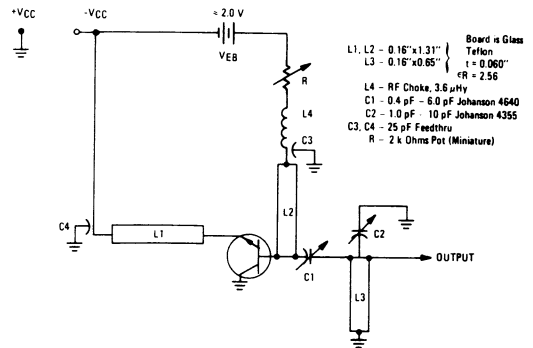 +VCC
-VCC
≈ 2.0 V
VEB
R
L4
C3
C4
L1
L2
C1
C2
L3
OUTPUT
Board is Glass
L1, L2 – 0.16"x1.31" Teflon
L3 – 0.16"x0.65" t = 0.060"
εR = 2.56
L4 – RF Choke, 3.6 μHy
C1 – 0.4 pF – 6.0 pF Johanson 4640
C2 – 1.0 pF - 10 pF Johanson 4355
C3, C4 – 25 pF Feedthru
R – 2 k Ohms Pot (Miniature)